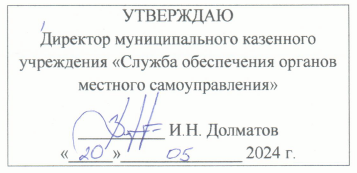 УТВЕРЖДАЮ
Директор муниципального казенного
учреждения «Служба обеспечения органов
местного самоуправления»
И.Н. Долматов
«20» 05 2024 г.